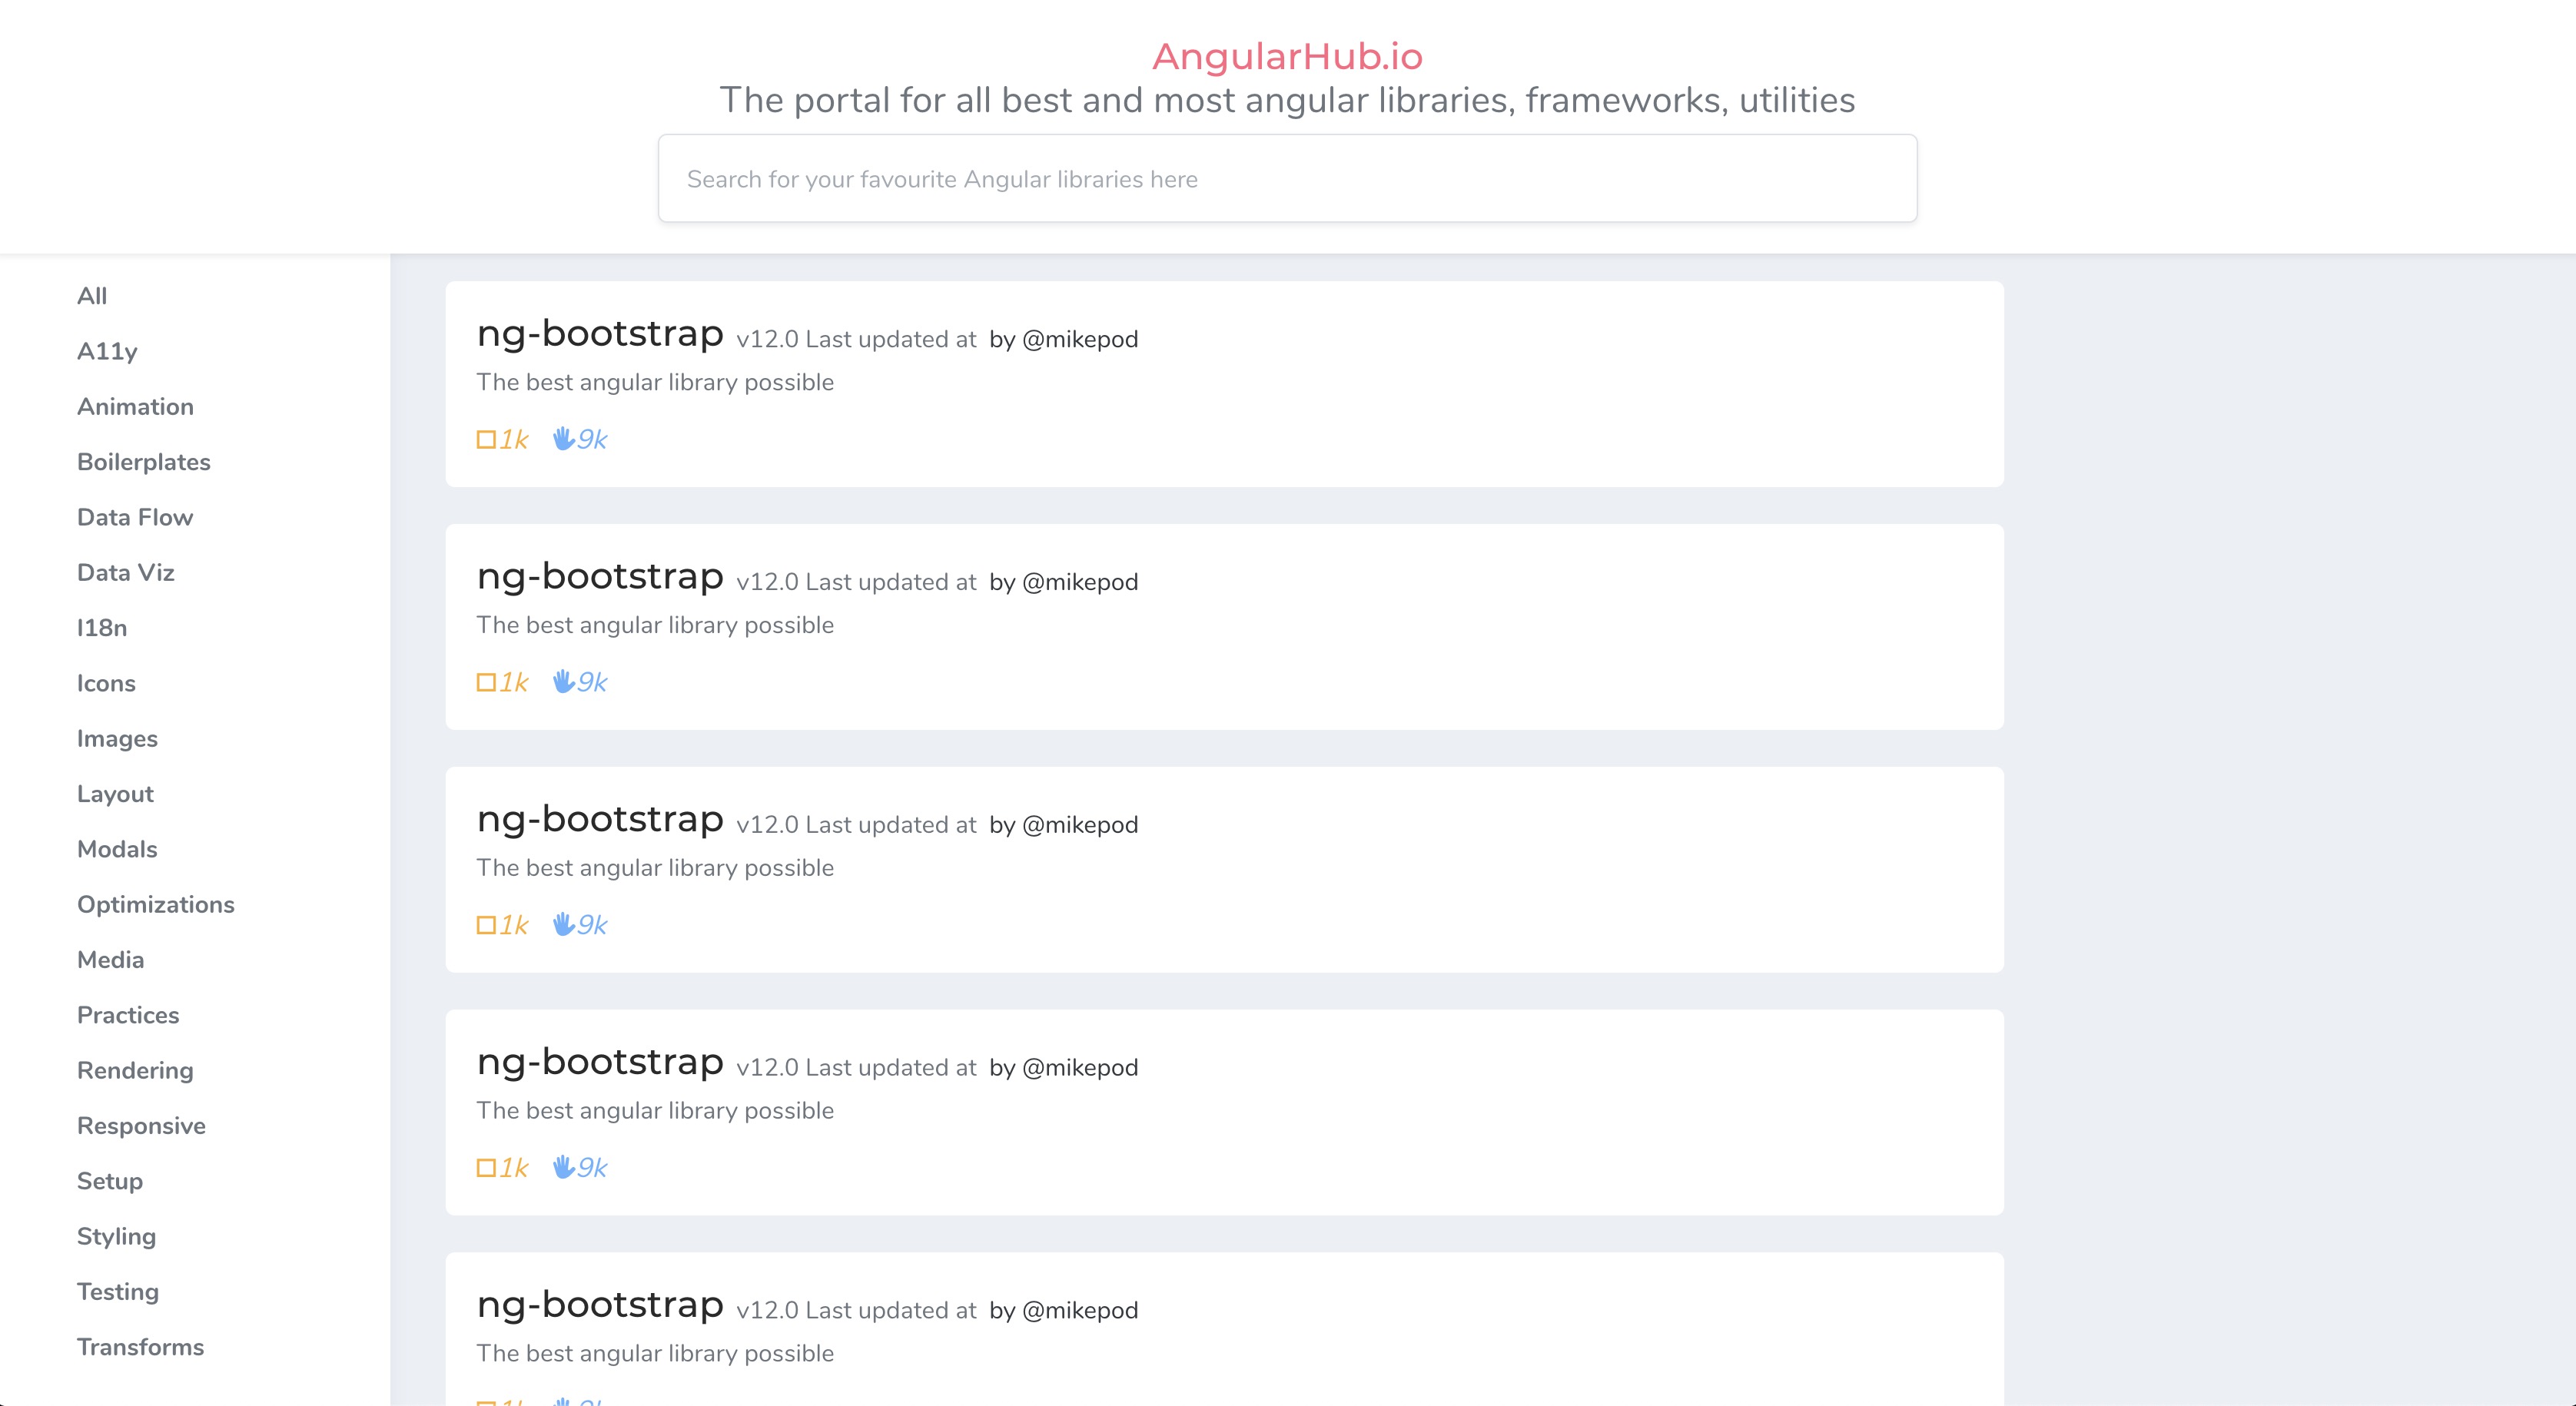 AngularHub.io
The portal for all best and most angular libraries, frameworks, utilities
Search for your favourite Angular libraries here
All
A11y
Animation
Boilerplates
Data Flow
Data Viz
I18n
Icons
Images
Layout
Modals
Optimizations
Media
Practices
Rendering
Responsive
Setup
Styling
Testing
Transforms
ng-bootstrap v12.0 Last updated at by @mikepod
The best angular library possible
1k 9k
ng-bootstrap v12.0 Last updated at by @mikepod
The best angular library possible
1k 9k
ng-bootstrap v12.0 Last updated at by @mikepod
The best angular library possible
1k 9k
ng-bootstrap v12.0 Last updated at by @mikepod
The best angular library possible
1k 9k
ng-bootstrap v12.0 Last updated at by @mikepod
The best angular library possible